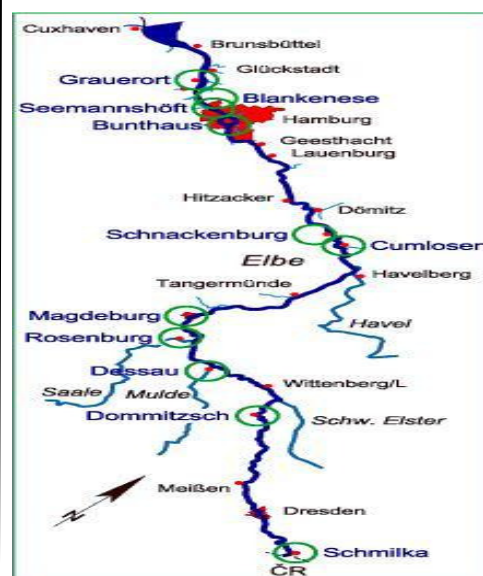 Cuxhaven
Brunsbüttel
Glückstadt
Grauerort
Blankenese
Seemannshöft
Hamburg
Bunthaus
Geesthacht
Lauenburg
Hitzacker
Dömitz
Schnackenburg
Cumlosen
Elbe
Havelberg
Tangermünde
Magdeburg
Havel
Rosenburg
Dessau
Saale
Mulde
Wittenberg/L
Dommitzsch
Schw. Elster
Meißen
N
Dresden
Schmilka
ČR